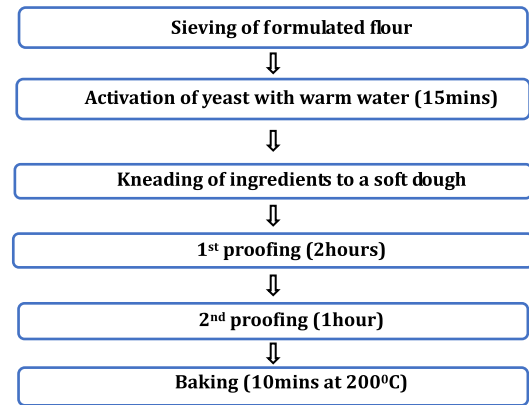 Sieving of formulated flour
Activation of yeast with warm water (15mins)
Kneading of ingredients to a soft dough
1st proofing (2hours)
2nd proofing (1hour)
Baking (10mins at 200⁰C)